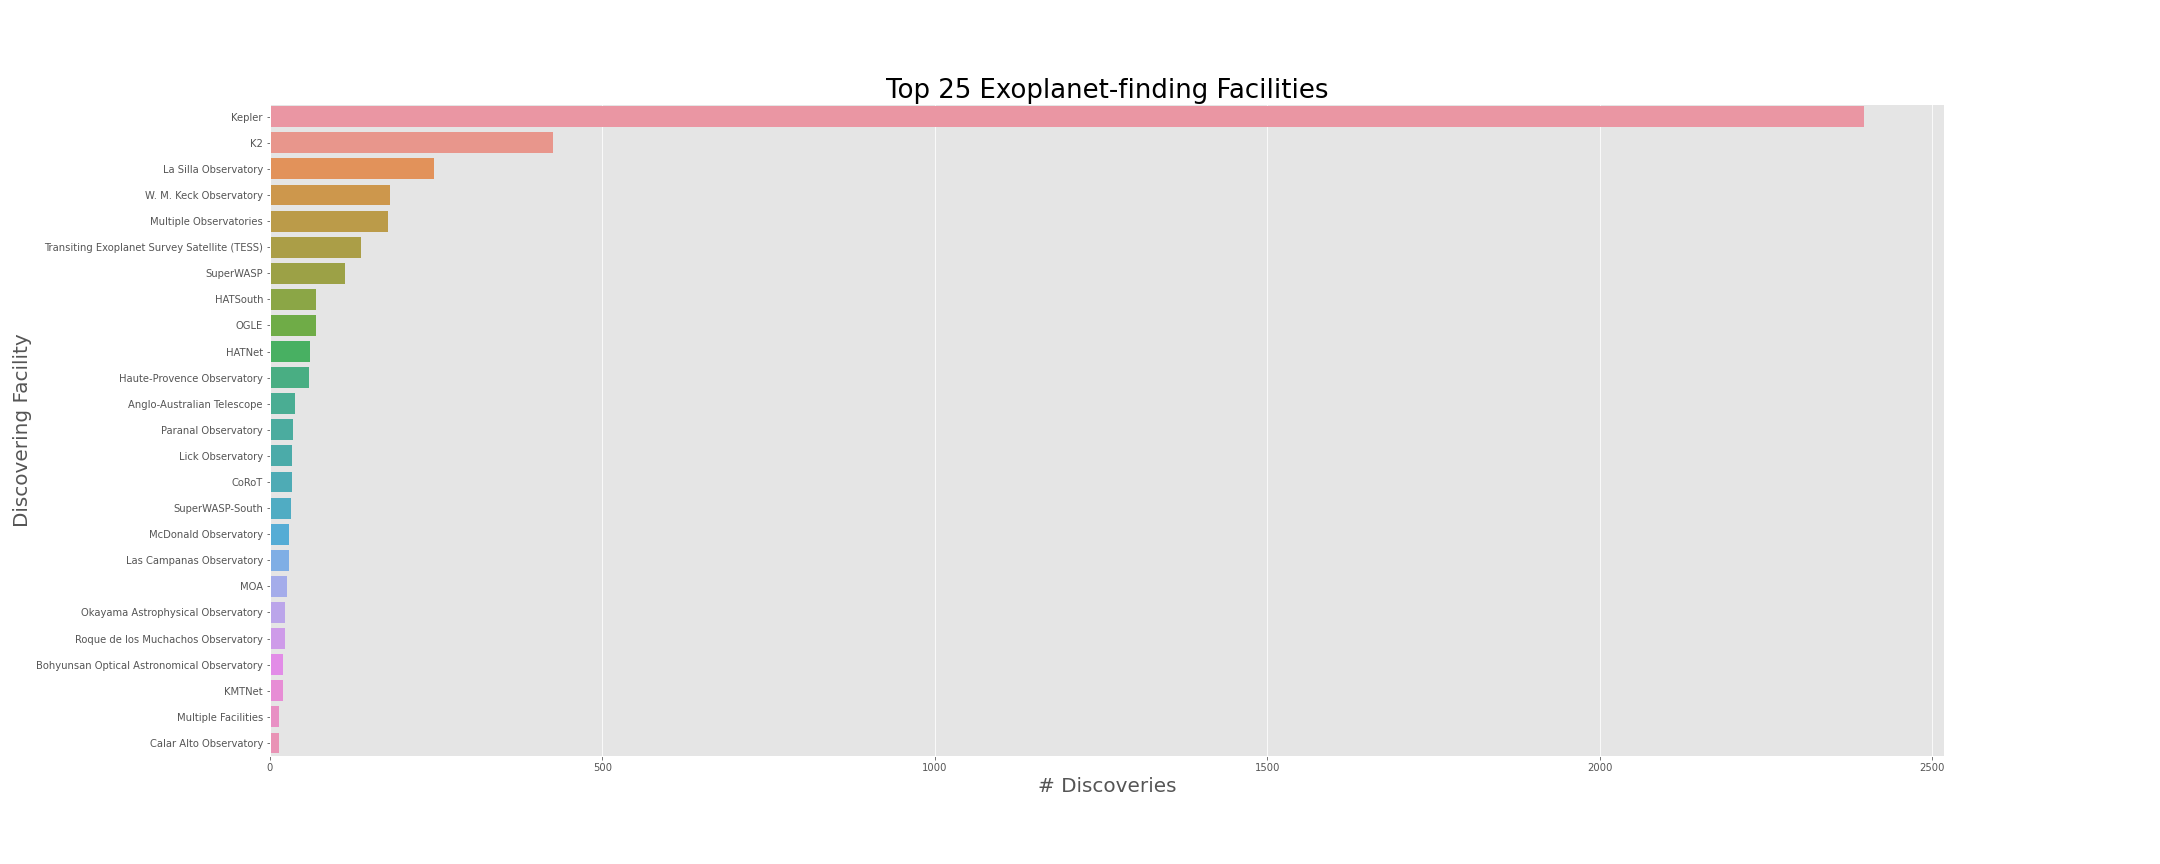 Top 25 Exoplanet-finding Facilities
Discovering Facility
Kepler
K2
La Silla Observatory
W. M. Keck Observatory
Multiple Observatories
Transiting Exoplanet Survey Satellite (TESS)
SuperWASP
HATSouth
OGLE
HATNet
Haute-Provence Observatory
Anglo-Australian Telescope
Paranal Observatory
Lick Observatory
CoRoT
SuperWASP-South
McDonald Observatory
Las Campanas Observatory
MOA
Okayama Astrophysical Observatory
Roque de los Muchachos Observatory
Bohyunsan Optical Astronomical Observatory
KMTNet
Multiple Facilities
Calar Alto Observatory
0 500 1000 1500 2000 2500
# Discoveries